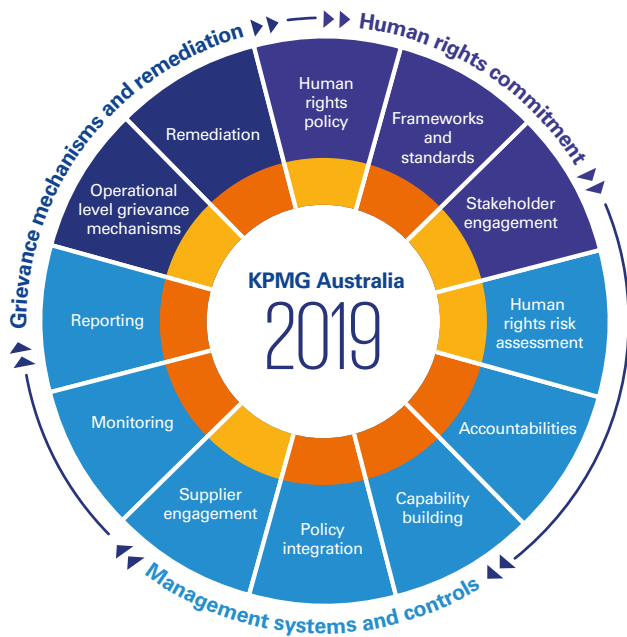 Human rights commitment
Human
rights
policy
Frameworks
and
standards
Stakeholder
engagement
Human
rights risk
assessment
Accountabilities
Capability
building
Policy
integration
Supplier
engagement
Monitoring
Reporting
Management systems and controls
Operational
level grievance
mechanisms
Remediation
Grievance mechanisms and remediation
KPMG Australia
2019